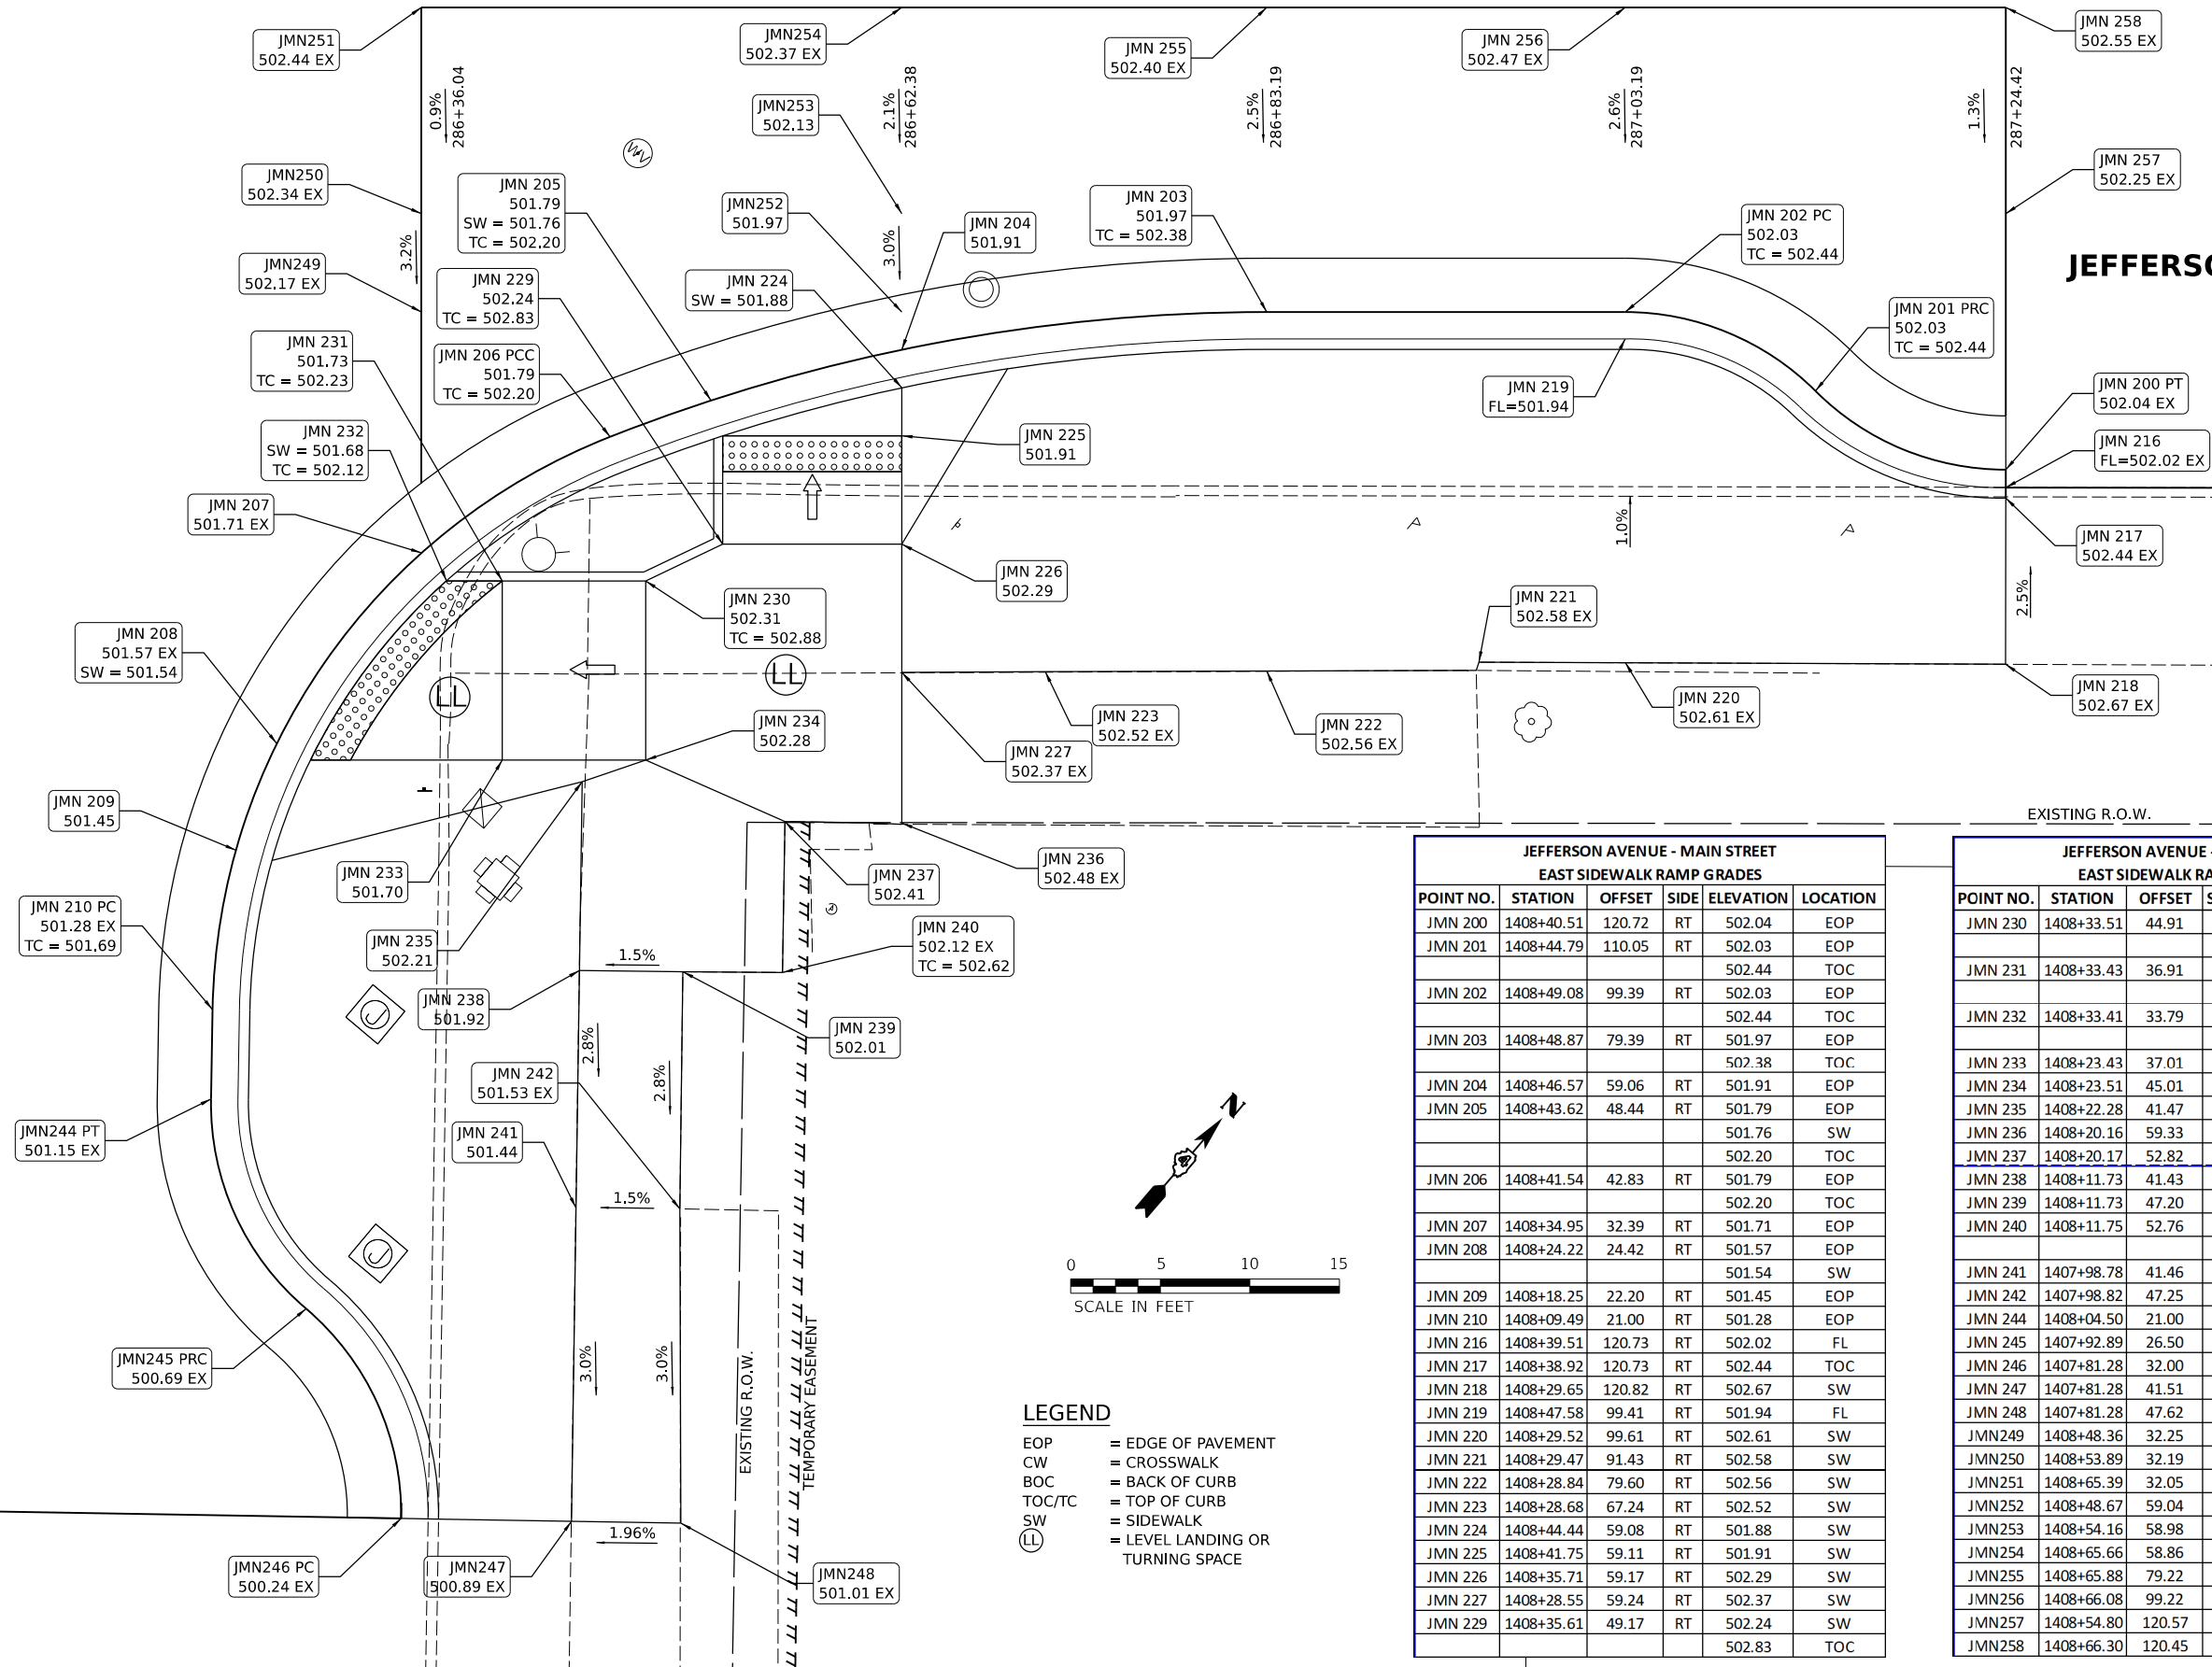 JMN251
502.44 EX
JMN254
502.37 EX
JMN 255
502.40 EX
JMN 256
502.47 EX
JMN 258
502.55 EX
0.9%
286+36.04
2.1%
286+62.38
2.5%
286+83.19
2.6%
287+03.19
1.3%
287+24.42
JMN253
502.13
JMN250
502.34 EX
JMN 205
501.79
SW = 501.76
TC = 502.20
JMN252
501.97
JMN 204
501.91
JMN 203
501.97
TC = 502.38
JMN 202 PC
502.03
TC = 502.44
JMN 257
502.25 EX
WV
3.2%
3.0%
JMN249
502.17 EX
JMN 229
502.24
TC = 502.83
JMN 224
SW = 501.88
JEFFERSO
JMN 201 PRC
502.03
TC = 502.44
JMN 231
501.73
TC = 502.23
JMN 206 PCC
501.79
TC = 502.20
JMN 219
FL=501.94
JMN 200 PT
502.04 EX
JMN 232
SW = 501.68
TC = 502.12
JMN 225
501.91
JMN 216
FL=502.02 EX
JMN 207
501.71 EX
1.0%
JMN 217
502.44 EX
JMN 226
502.29
2.5%
JMN 230
502.31
TC = 502.88
JMN 221
502.58 EX
JMN 208
501.57 EX
SW = 501.54
LL
LL
JMN 234
502.28
JMN 223
502.52 EX
JMN 222
502.56 EX
JMN 220
502.61 EX
JMN 218
502.67 EX
JMN 227
502.37 EX
JMN 209
501.45
EXISTING R.O.W.
JMN 233
501.70
JMN 237
502.41
JMN 236
502.48 EX
JMN 210 PC
501.28 EX
TC = 501.69
JMN 235
502.21
JMN 240
502.12 EX
TC = 502.62
1.5%
JMN 238
501.92
JMN 239
502.01
2.8%
2.8%
JMN 242
501.53 EX
JMN 241
501.44
JMN244 PT
501.15 EX
1.5%
N
0 5 10 15
SCALE IN FEET
JMN245 PRC
500.69 EX
3.0%
3.0%
EXISTING R.O.W.
TEMPORARY EASEMENT
LEGEND
EOP = EDGE OF PAVEMENT
CW = CROSSWALK
BOC = BACK OF CURB
TOC/TC = TOP OF CURB
SW = SIDEWALK
LL = LEVEL LANDING OR
TURNING SPACE
1.96%
JMN246 PC
500.24 EX
JMN247
500.89 EX
JMN248
501.01 EX
JEFFERSON AVENUE - MAIN STREET
EAST SIDEWALK RAMP GRADES
POINT NO. STATION OFFSET SIDE ELEVATION LOCATION
JMN 200 1408+40.51 120.72 RT 502.04 EOP
JMN 201 1408+44.79 110.05 RT 502.03 EOP
502.44 TOC
JMN 202 1408+49.08 99.39 RT 502.03 EOP
502.44 TOC
JMN 203 1408+48.87 79.39 RT 501.97 EOP
502.38 TOC
JMN 204 1408+46.57 59.06 RT 501.91 EOP
JMN 205 1408+43.62 48.44 RT 501.79 EOP
501.76 SW
502.20 TOC
JMN 206 1408+41.54 42.83 RT 501.79 EOP
502.20 TOC
JMN 207 1408+34.95 32.39 RT 501.71 EOP
JMN 208 1408+24.22 24.42 RT 501.57 EOP
501.54 SW
JMN 209 1408+18.25 22.20 RT 501.45 EOP
JMN 210 1408+09.49 21.00 RT 501.28 EOP
JMN 216 1408+39.51 120.73 RT 502.02 FL
JMN 217 1408+38.92 120.73 RT 502.44 TOC
JMN 218 1408+29.65 120.82 RT 502.67 SW
JMN 219 1408+47.58 99.41 RT 501.94 FL
JMN 220 1408+29.52 99.61 RT 502.61 SW
JMN 221 1408+29.47 91.43 RT 502.58 SW
JMN 222 1408+28.84 79.60 RT 502.56 SW
JMN 223 1408+28.68 67.24 RT 502.52 SW
JMN 224 1408+44.44 59.08 RT 501.88 SW
JMN 225 1408+41.75 59.11 RT 501.91 SW
JMN 226 1408+35.71 59.17 RT 502.29 SW
JMN 227 1408+28.55 59.24 RT 502.37 SW
JMN 229 1408+35.61 49.17 RT 502.24 SW
502.83 TOC
JEFFERSON AVENUE -
EAST SIDEWALK RA
POINT NO. STATION OFFSET S
JMN 230 1408+33.51 44.91
JMN 231 1408+33.43 36.91
JMN 232 1408+33.41 33.79
JMN 233 1408+23.43 37.01
JMN 234 1408+23.51 45.01
JMN 235 1408+22.28 41.47
JMN 236 1408+20.16 59.33
JMN 237 1408+20.17 52.82
JMN 238 1408+11.73 41.43
JMN 239 1408+11.73 47.20
JMN 240 1408+11.75 52.76
JMN 241 1407+98.78 41.46
JMN 242 1407+98.82 47.25
JMN 244 1408+04.50 21.00
JMN 245 1407+92.89 26.50
JMN 246 1407+81.28 32.00
JMN 247 1407+81.28 41.51
JMN 248 1407+81.28 47.62
JMN249 1408+48.36 32.25
JMN250 1408+53.89 32.19
JMN251 1408+65.39 32.05
JMN252 1408+48.67 59.04
JMN253 1408+54.16 58.98
JMN254 1408+65.66 58.86
JMN255 1408+65.88 79.22
JMN256 1408+66.08 99.22
JMN257 1408+54.80 120.57
JMN258 1408+66.30 120.45